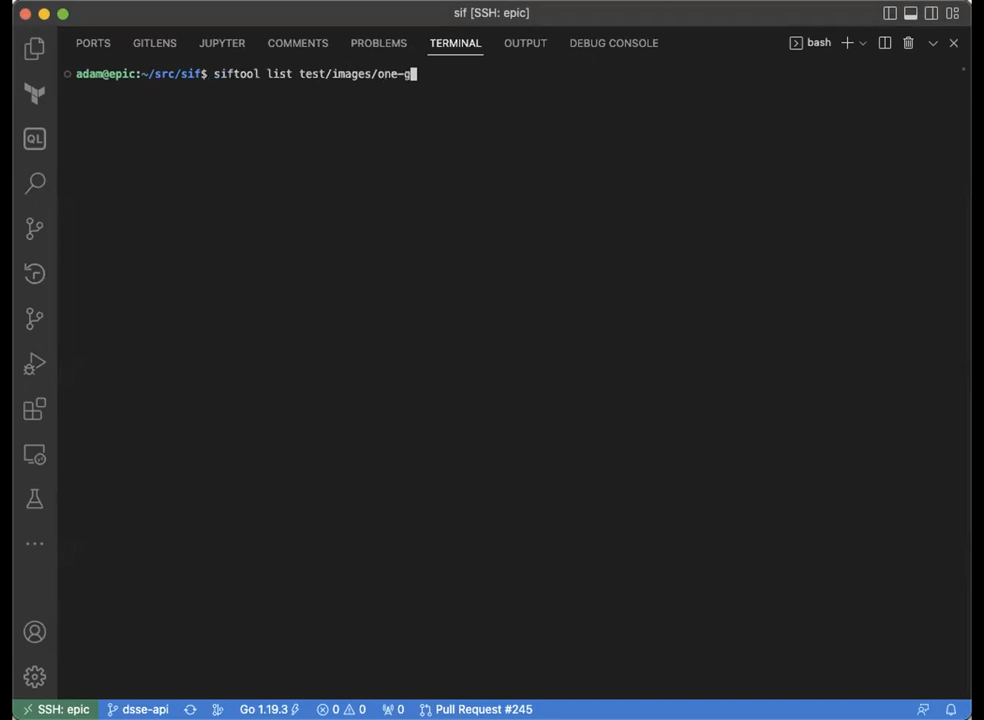 sif [SSH: epic]
PORTS GITLENS JUPYTER COMMENTS PROBLEMS TERMINAL OUTPUT DEBUG CONSOLE bash
adam@epic:~/src/sif$ siftool list test/images/one-g
QL
SSH: epic dsse-api Go 1.19.3 0 0 0 Pull Request #245